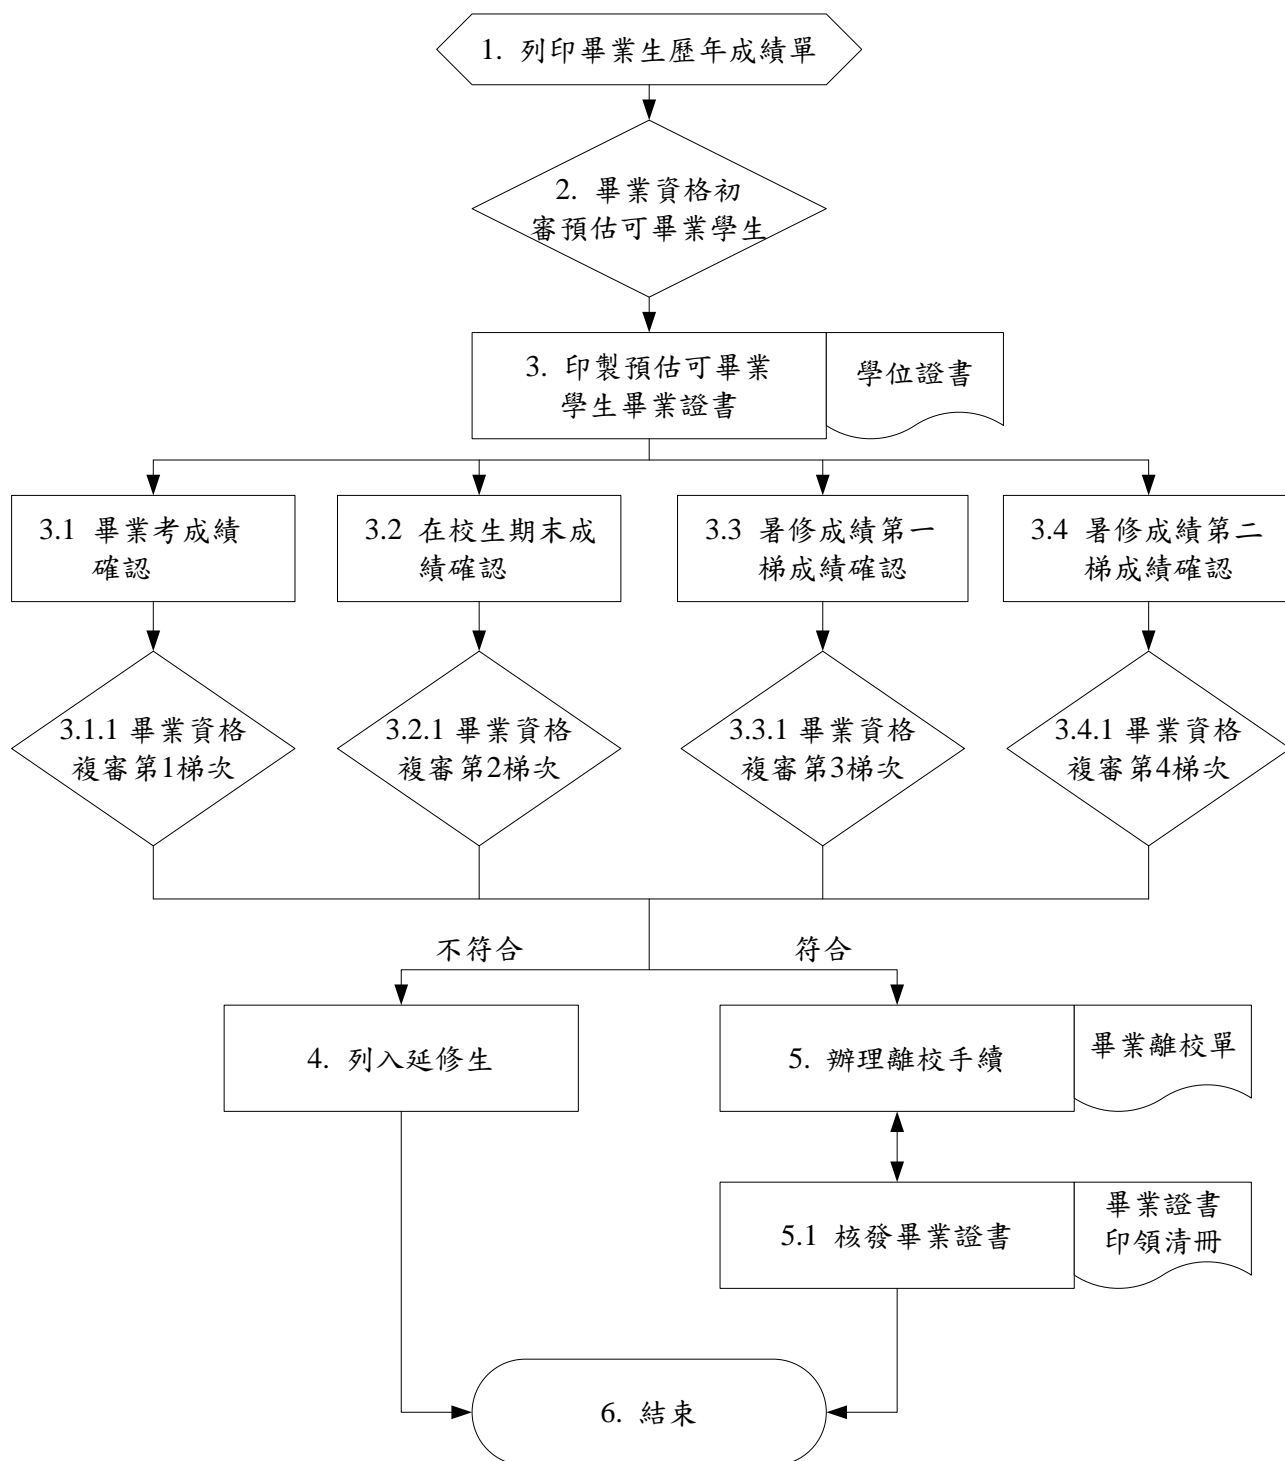 1. 列印畢業生歷年成績單
2. 畢業資格初
審預估可畢業學生
3. 印製預估可畢業
學生畢業證書
學位證書
3.1 畢業考成績
確認
3.2 在校生期末成
績確認
3.3 暑修成績第一
梯成績確認
3.4 暑修成績第二
梯成績確認
3.1.1 畢業資格
複審第1梯次
3.2.1 畢業資格
複審第2梯次
3.3.1 畢業資格
複審第3梯次
3.4.1 畢業資格
複審第4梯次
不符合
符合
4. 列入延修生
5. 辦理離校手續
畢業離校單
5.1 核發畢業證書
畢業證書
印領清冊
6. 結束